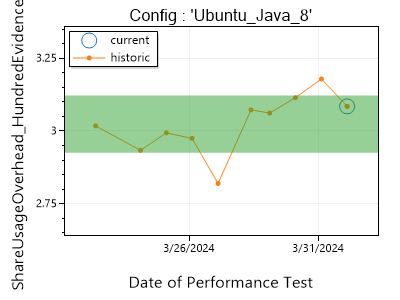 Config : 'Ubuntu_Java_8'
current
historic
3.25
3
2.75
ShareUsageOverhead_HundredEvidence
3/26/2024
3/31/2024
Date of Performance Test